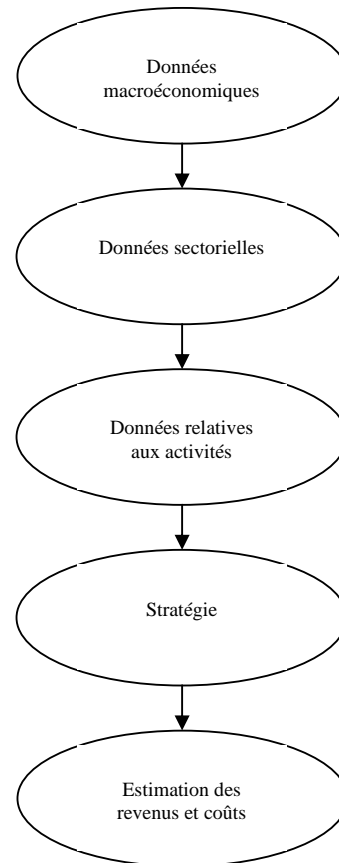 Données
macroéconomiques
Données sectorielles
Données relatives
aux activités
Stratégie
Estimation des
revenus et coûts